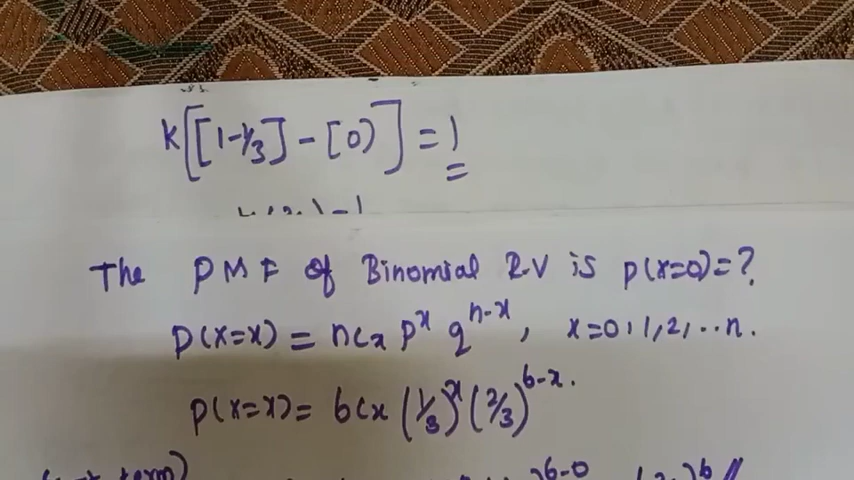 K[[1-1/3] - [0)] = 1
The PMF of Binomial R.V is p(x=0)=?
p(X=x) = ncx p^x q^{n-x}, x=0,1,2,..n.
p(x=x) = 6cx (1/3)^x (2/3)^{6-x}.
term)